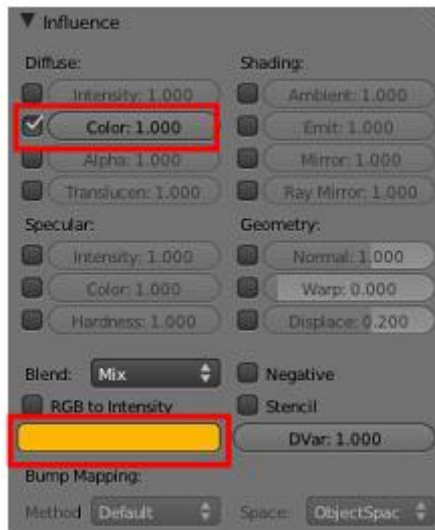 Influence
Diffuse: Shading:
Intensity: 1.000 Ambient: 1.000
Color: 1.000 Emit: 1.000
Alpha: 1.000 Mirror: 1.000
Translucen: 1.000 Ray Mirror: 1.000
Specular: Geometry:
Intensity: 1.000 Normal: 1.000
Color: 1.000 Warp: 0.000
Hardness: 1.000 Displace: 0.200
Blend: Mix Negative
RGB to Intensity Stencil
DVar: 1.000
Bump Mapping:
Method Default Space: ObjectSpac